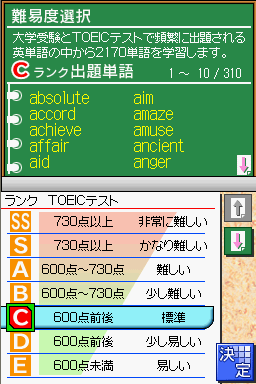 難易度選択
大学受験とTOEICテストで頻繁に出題される
英単語の中から2170単語を学習します。
Cランク出題単語 1～ 10/310
absolute aim
accord amaze
achieve amuse
affair ancient
aid anger
ランク TOEICテスト
SS 730点以上 非常に難しい
S 730点以上 かなり難しい
A 600点～730点 難しい
B 600点～730点 少し難しい
C 600点前後 標準
D 600点前後 少し易しい
E 600点未満 易しい
決定